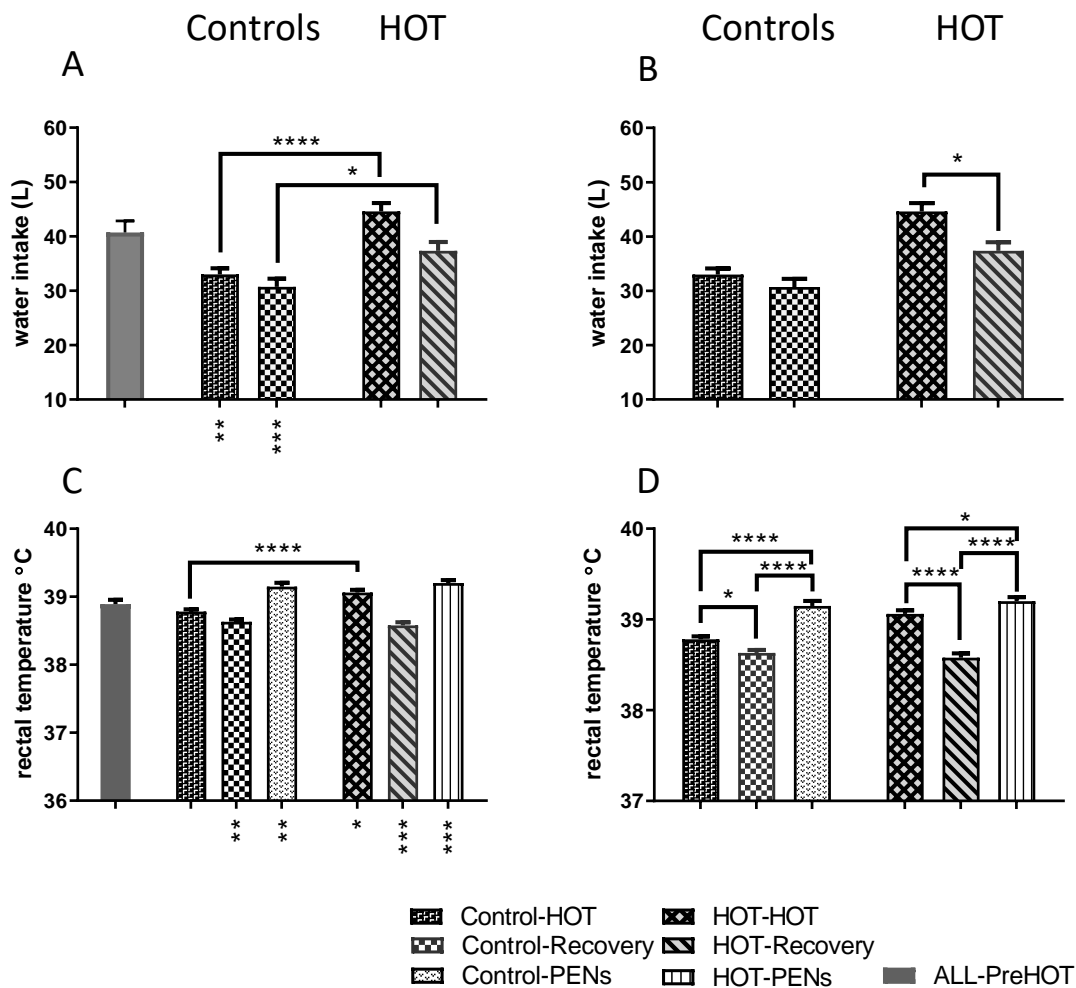 Controls HOT Controls HOT
A B
water intake (L)
60
50
40
30
20
10
**** *
** ***
water intake (L)
60
50
40
30
20
10
*
C D
rectal temperature °C
40
39
38
37
36
****
** ** * *** ***
rectal temperature °C
40
39
38
37
**** *
**** ****
* ****
Control-HOT HOT-HOT
Control-Recovery HOT-Recovery
Control-PENs HOT-PENs ALL-PreHOT